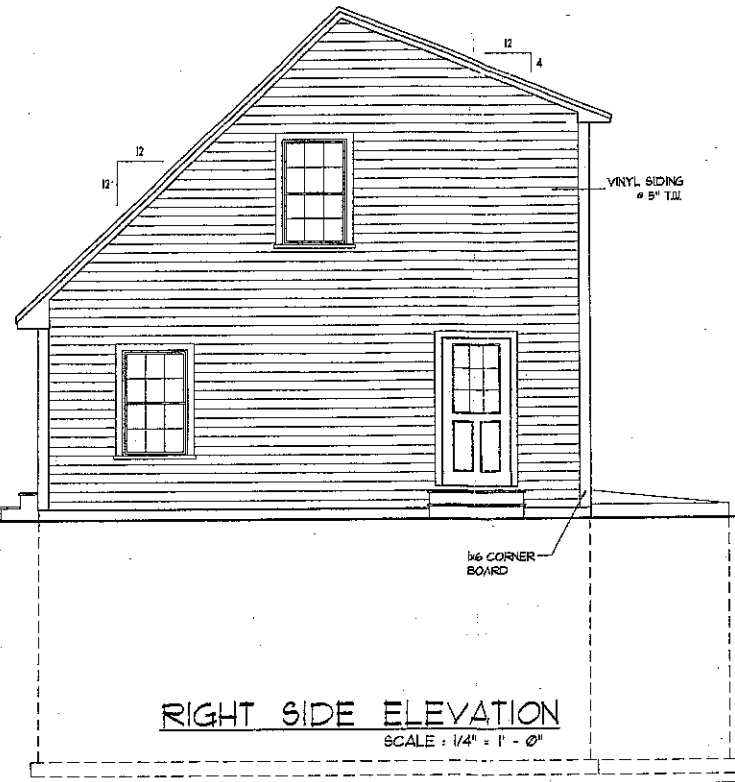 12
4
12
12
VINYL SIDING
@ 5" T.W.
1x6 CORNER
BOARD
RIGHT SIDE ELEVATION
SCALE : 1/4" = 1' - 0"